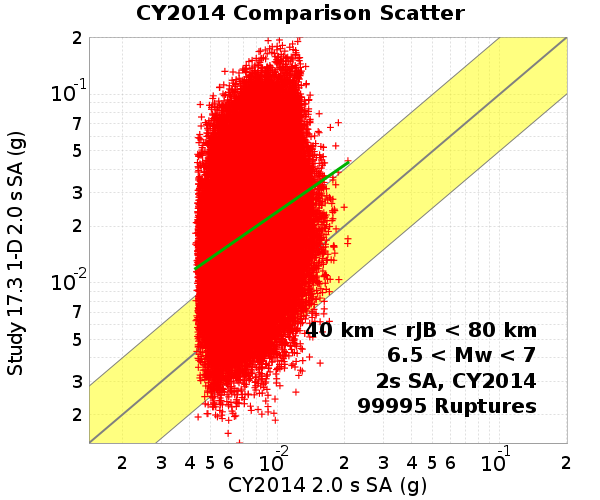 CY2014 Comparison Scatter
2
10-1
7
5
3
2
10-2
7
5
3
2
Study 17.3 1-D 2.0 s SA (g)
40 km < rJB < 80 km
6.5 < Mw < 7
2s SA, CY2014
99995 Ruptures
2 3 4 5 6 10-2 2 3 4 5 6 10-1 2
CY2014 2.0 s SA (g)